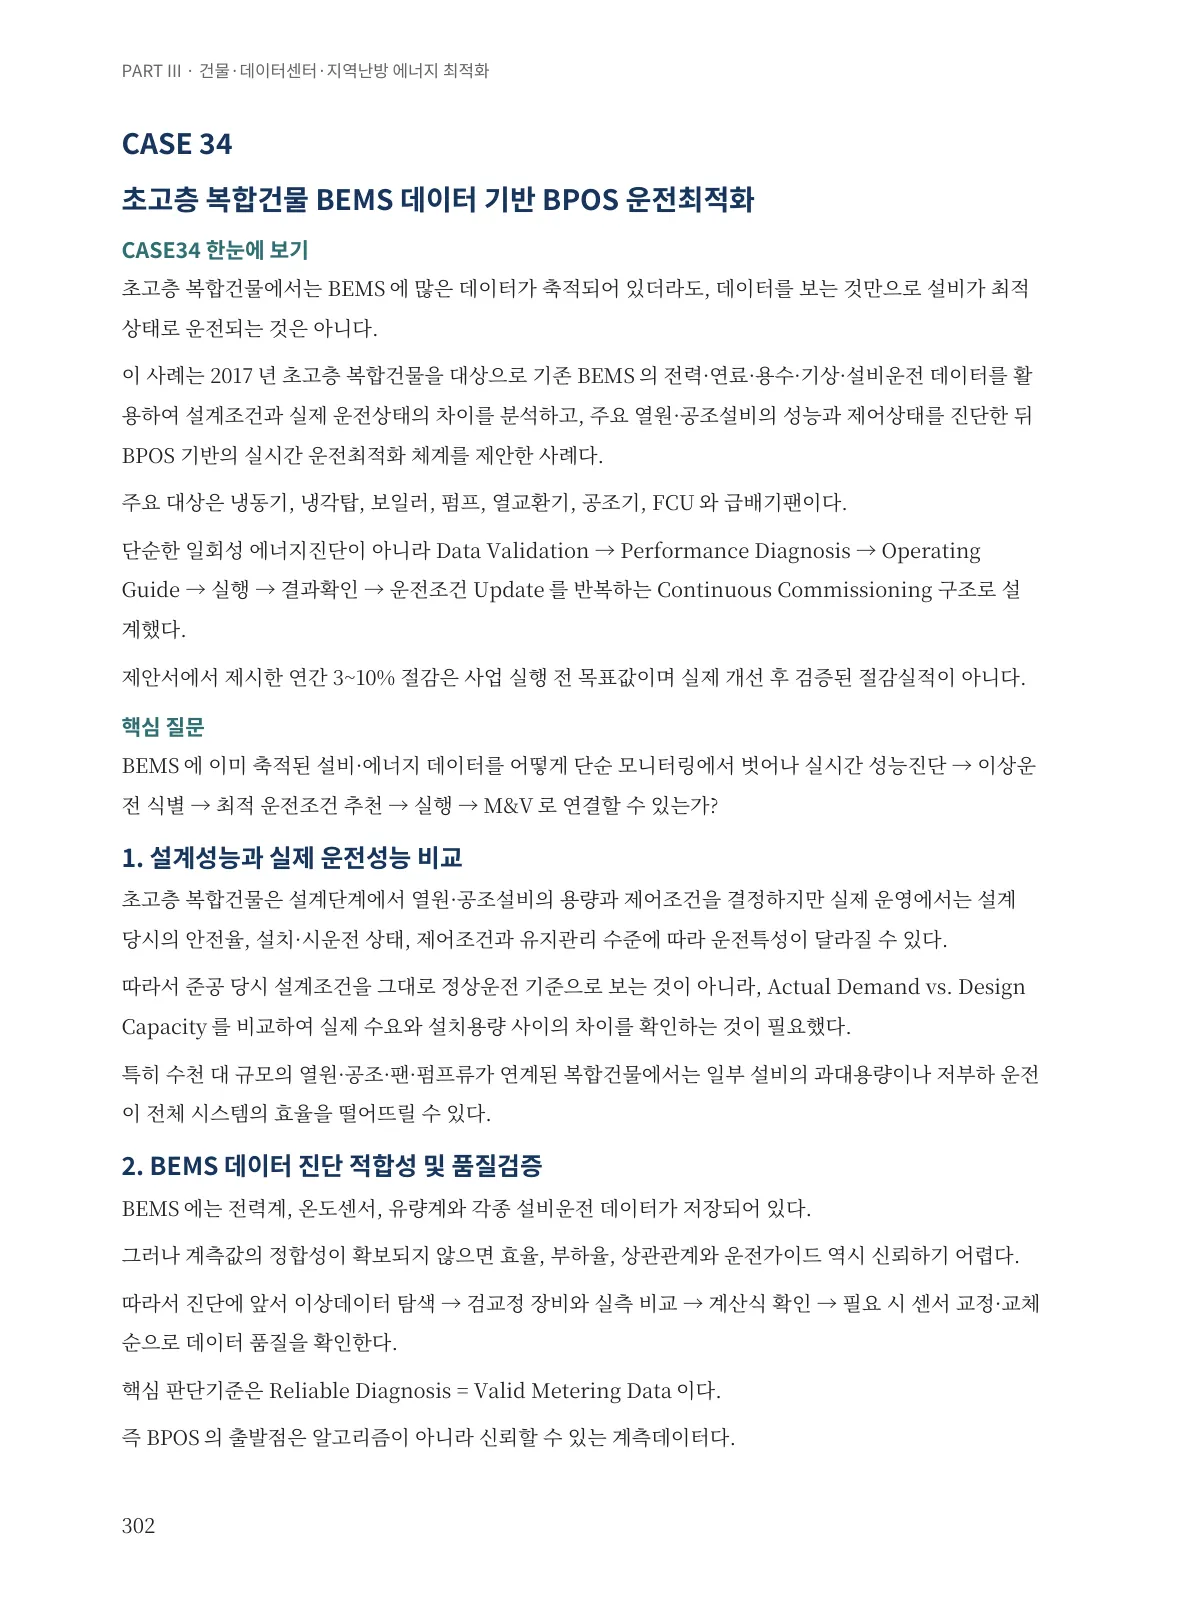 PART III · 건물·데이터센터·지역난방 에너지 최적화
CASE 34
초고층 복합건물 BEMS 데이터 기반 BPOS 운전최적화
CASE34 한눈에 보기
초고층 복합건물에서는 BEMS에 많은 데이터가 축적되어 있더라도, 데이터를 보는 것만으로 설비가 최적
상태로 운전되는 것은 아니다.
이 사례는 2017년 초고층 복합건물을 대상으로 기존 BEMS의 전력·연료·용수·기상·설비운전 데이터를 활
용하여 설계조건과 실제 운전상태의 차이를 분석하고, 주요 열원·공조설비의 성능과 제어상태를 진단한 뒤
BPOS 기반의 실시간 운전최적화 체계를 제안한 사례다.
주요 대상은 냉동기, 냉각탑, 보일러, 펌프, 열교환기, 공조기, FCU와 급배기팬이다.
단순한 일회성 에너지진단이 아니라 Data Validation → Performance Diagnosis → Operating
Guide → 실행 → 결과확인 → 운전조건 Update를 반복하는 Continuous Commissioning 구조로 설
계했다.
제안서에서 제시한 연간 3~10% 절감은 사업 실행 전 목표값이며 실제 개선 후 검증된 절감실적이 아니다.
핵심 질문
BEMS에 이미 축적된 설비·에너지 데이터를 어떻게 단순 모니터링에서 벗어나 실시간 성능진단 → 이상운
전 식별 → 최적 운전조건 추천 → 실행 → M&V로 연결할 수 있는가?
1. 설계성능과 실제 운전성능 비교
초고층 복합건물은 설계단계에서 열원·공조설비의 용량과 제어조건을 결정하지만 실제 운영에서는 설계
당시의 안전율, 설치·시운전 상태, 제어조건과 유지관리 수준에 따라 운전특성이 달라질 수 있다.
따라서 준공 당시 설계조건을 그대로 정상운전 기준으로 보는 것이 아니라, Actual Demand vs. Design
Capacity를 비교하여 실제 수요와 설치용량 사이의 차이를 확인하는 것이 필요했다.
특히 수천 대 규모의 열원·공조·팬·펌프류가 연계된 복합건물에서는 일부 설비의 과대용량이나 저부하 운전
이 전체 시스템의 효율을 떨어뜨릴 수 있다.
2. BEMS 데이터 진단 적합성 및 품질검증
BEMS에는 전력계, 온도센서, 유량계와 각종 설비운전 데이터가 저장되어 있다.
그러나 계측값의 정합성이 확보되지 않으면 효율, 부하율, 상관관계와 운전가이드 역시 신뢰하기 어렵다.
따라서 진단에 앞서 이상데이터 탐색 → 검교정 장비와 실측 비교 → 계산식 확인 → 필요 시 센서 교정·교체
순으로 데이터 품질을 확인한다.
핵심 판단기준은 Reliable Diagnosis = Valid Metering Data이다.
즉 BPOS의 출발점은 알고리즘이 아니라 신뢰할 수 있는 계측데이터다.
302